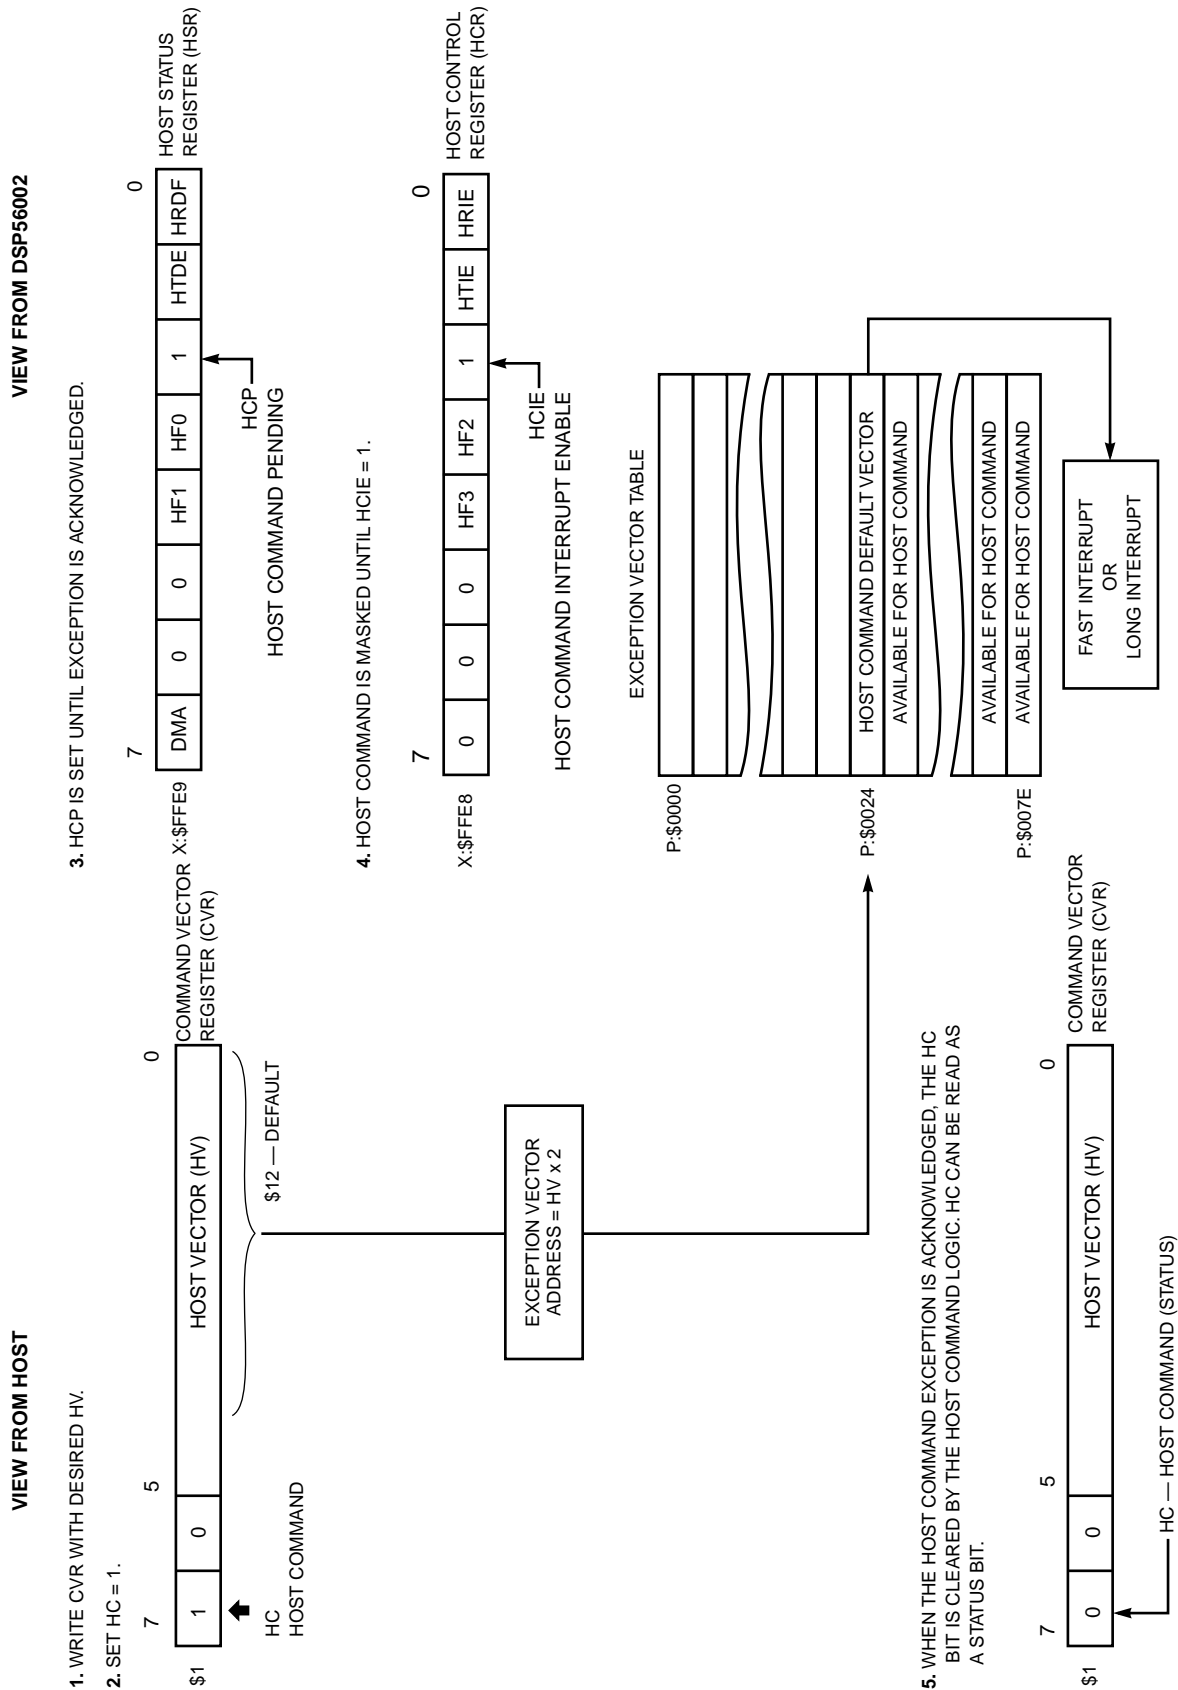 VIEW FROM HOST
1. WRITE CVR WITH DESIRED HV.
2. SET HC = 1.
7 5 0
$1 1 0 HOST VECTOR (HV)
COMMAND VECTOR
REGISTER (CVR)
HC
HOST COMMAND
$12 — DEFAULT
EXCEPTION VECTOR
ADDRESS = HV x 2
5. WHEN THE HOST COMMAND EXCEPTION IS ACKNOWLEDGED, THE HC
BIT IS CLEARED BY THE HOST COMMAND LOGIC. HC CAN BE READ AS
A STATUS BIT.
7 5 0
$1 0 0 HOST VECTOR (HV)
COMMAND VECTOR
REGISTER (CVR)
HC — HOST COMMAND (STATUS)
VIEW FROM DSP56002
3. HCP IS SET UNTIL EXCEPTION IS ACKNOWLEDGED.
7 0
X:$FFE9 DMA 0 0 HF1 HF0 1 HTDE HRDF
HOST STATUS
REGISTER (HSR)
HCP
HOST COMMAND PENDING
4. HOST COMMAND IS MASKED UNTIL HCIE = 1.
7 0
X:$FFE8 0 0 0 HF3 HF2 1 HTIE HRIE
HOST CONTROL
REGISTER (HCR)
HCIE
HOST COMMAND INTERRUPT ENABLE
EXCEPTION VECTOR TABLE
P:$0000
P:$0024 HOST COMMAND DEFAULT VECTOR
AVAILABLE FOR HOST COMMAND
AVAILABLE FOR HOST COMMAND
P:$007E AVAILABLE FOR HOST COMMAND
FAST INTERRUPT
OR
LONG INTERRUPT